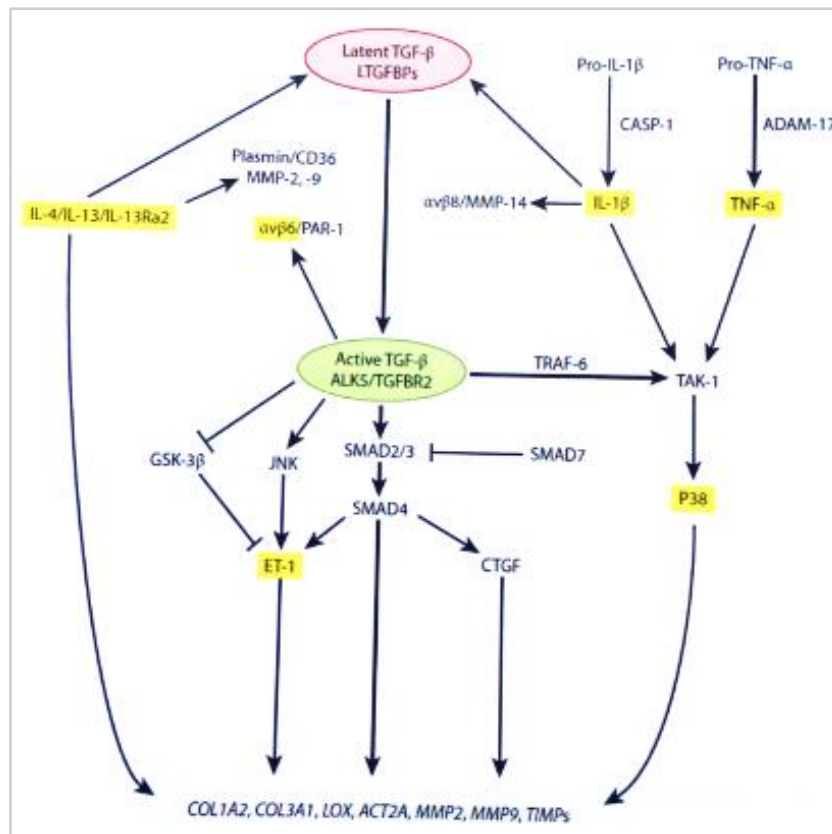 Latent TGF-β
LTGFBPs
Pro-IL-1β
Pro-TNF-α
CASP-1
ADAM-17
Plasmin/CD36
MMP-2, -9
IL-4/IL-13/IL-13Ra2
αvβ8/MMP-14
IL-1β
TNF-α
αvβ6/PAR-1
Active TGF-β
ALK5/TGFBR2
TRAF-6
TAK-1
GSK-3β
JNK
SMAD2/3
SMAD7
P38
SMAD4
ET-1
CTGF
COL1A2, COL3A1, LOX, ACT2A, MMP2, MMP9, TIMPs